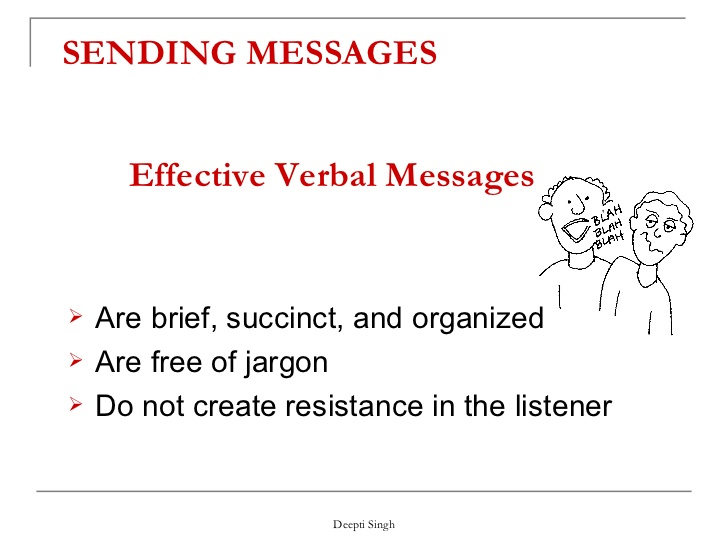 SENDING MESSAGES
Effective Verbal Messages
BLAH
BLAH
BLAH
Are brief, succinct, and organized
Are free of jargon
Do not create resistance in the listener
Deepti Singh